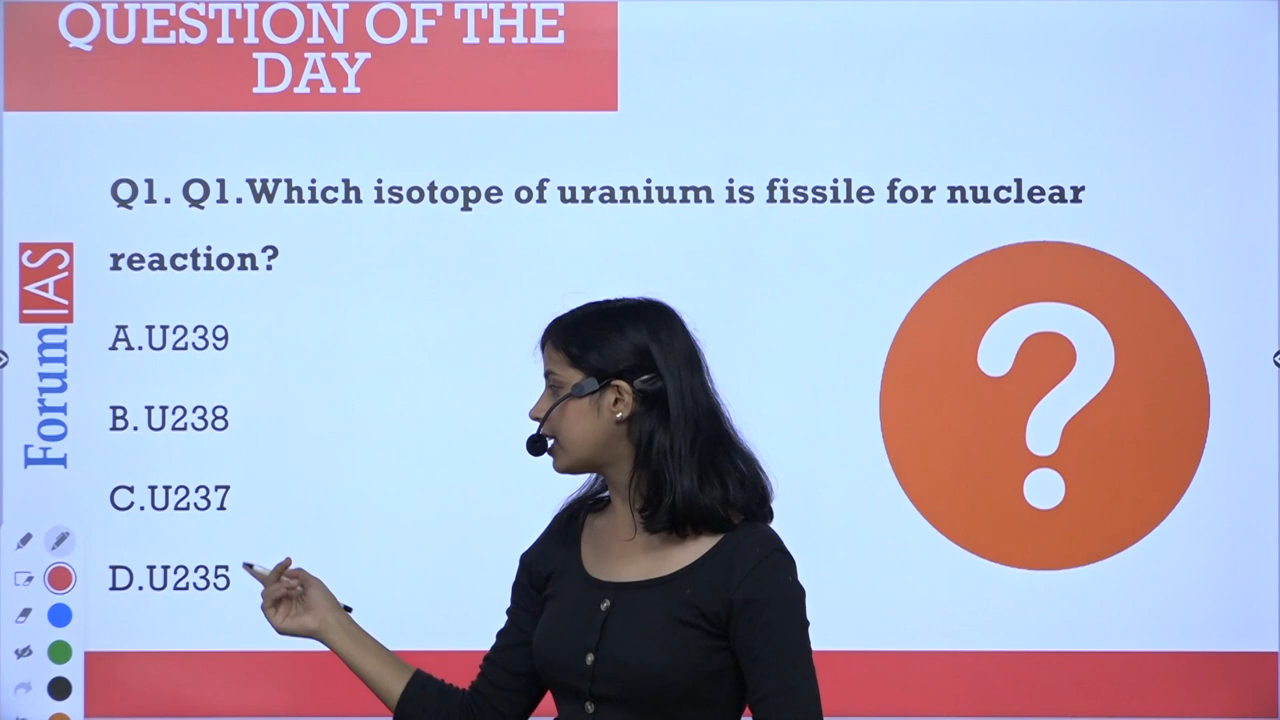 QUESTION OF THE
DAY
Q1. Q1.Which isotope of uranium is fissile for nuclear
reaction?
A.U239
B.U238
C.U237
D.U235
Forum IAS
?